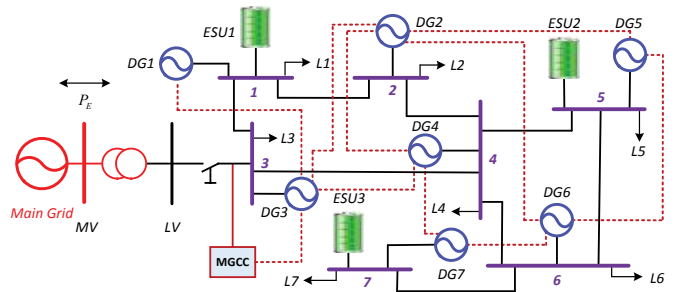 ESU1
DG2
ESU2
DG5
DG1
L1
L2
1
2
5
P_E
DG4
L3
L5
3
4
Main Grid
MV
LV
DG3
ESU3
L4
DG6
MGCC
DG7
L7
7
6
L6